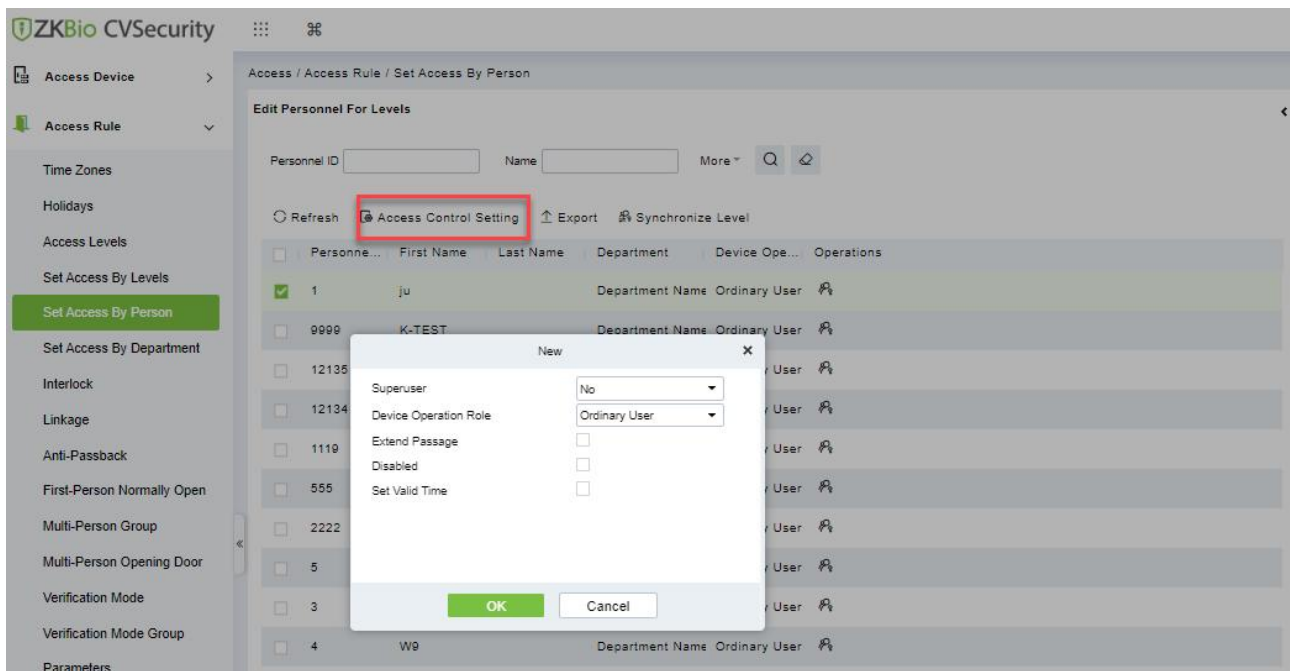 ZKBio CVSecurity
Access Device
Access / Access Rule / Set Access By Person
Edit Personnel For Levels
Access Rule
Personnel ID Name More
Time Zones
Holidays
Refresh Access Control Setting Export Synchronize Level
Access Levels
Personne... First Name Last Name Department Device Ope... Operations
Set Access By Levels
1 ju Department Name Ordinary User
Set Access By Person
9999 K-TEST Department Name Ordinary User
Set Access By Department
New
12135 User
Interlock
Superuser No
12134 User
Linkage
Device Operation Role Ordinary User
Extend Passage
1119 User
Anti-Passback
Disabled
First-Person Normally Open
555 User
Set Valid Time
Multi-Person Group
2222 User
Multi-Person Opening Door
5 User
Verification Mode
3 User
OK Cancel
Verification Mode Group
4 W9 Department Name Ordinary User
Parameters